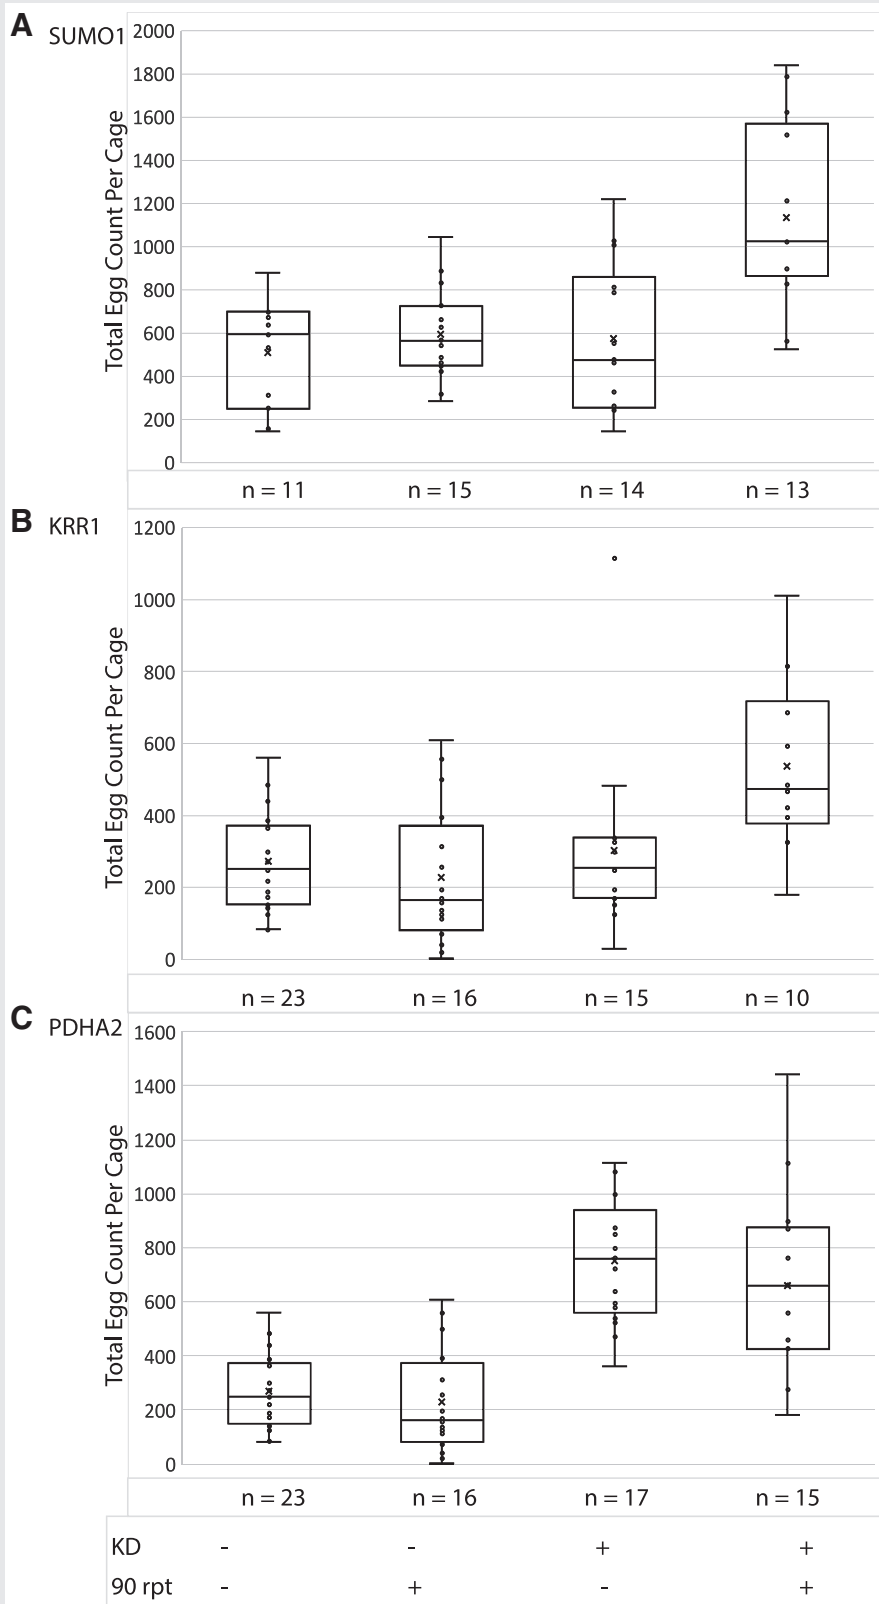 A SUMO1
Total Egg Count Per Cage
2000
1800
1600
1400
1200
1000
800
600
400
200
0
n = 11 n = 15 n = 14 n = 13
B KRR1
Total Egg Count Per Cage
1200
1000
800
600
400
200
0
n = 23 n = 16 n = 15 n = 10
C PDHA2
Total Egg Count Per Cage
1600
1400
1200
1000
800
600
400
200
0
n = 23 n = 16 n = 17 n = 15
KD - - + +
90 rpt - + - +